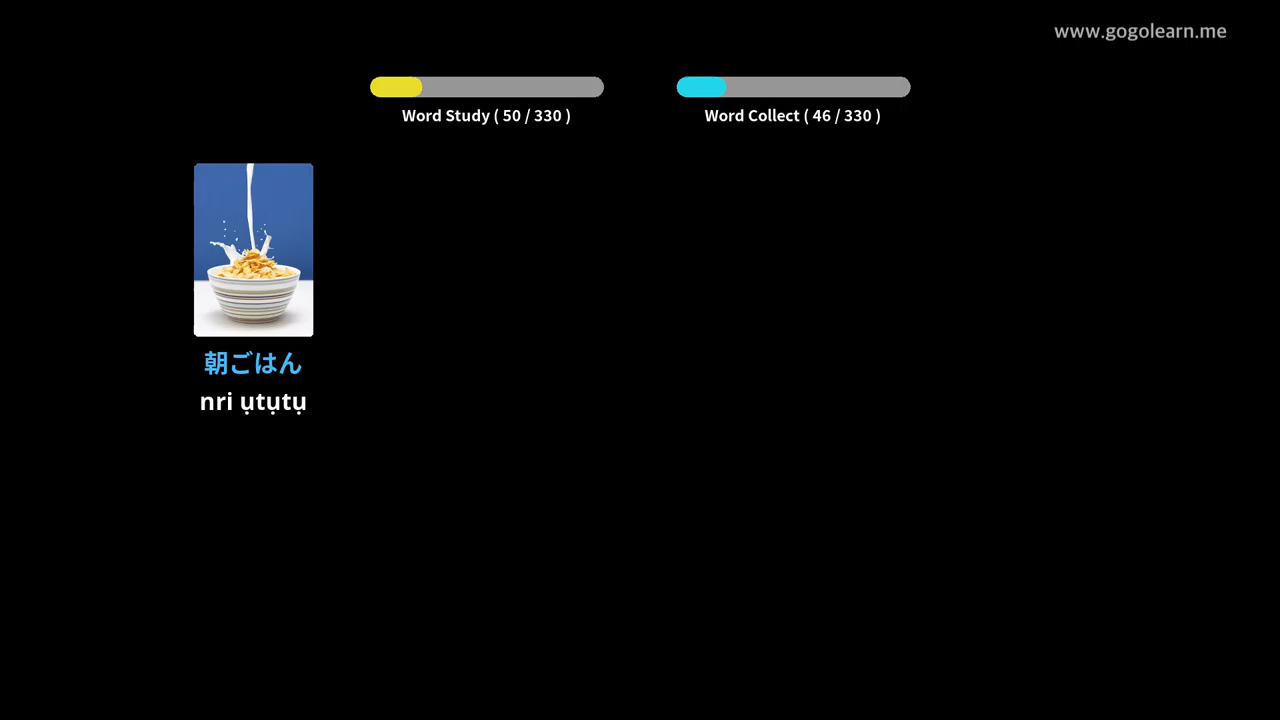 www.gogolearn.me
Word Study ( 50 / 330 )
Word Collect ( 46 / 330 )
朝ごはん
nri ụtụtụ